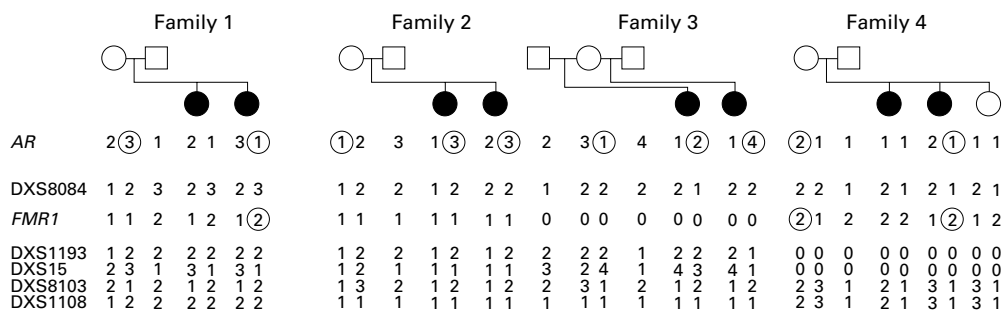 Family 1 Family 2 Family 3 Family 4
AR 2 3 1 2 1 3 1 1 2 3 1 3 2 3 2 3 1 4 1 2 1 4 2 1 1 1 1 2 1 1 1
DXS8084 1 2 3 2 3 2 3 1 2 2 1 2 2 2 1 2 2 2 2 1 2 2 2 2 1 2 1 2 1 2 1
FMR1 1 1 2 1 2 1 2 1 1 1 1 1 1 1 0 0 0 0 0 0 0 0 2 1 2 2 2 1 2 1 2
DXS1193 1 2 2 2 2 2 2 1 2 2 1 2 1 2 1 2 2 1 2 2 2 1 0 0 0 0 0 0 0 0 0
DXS15 2 3 1 3 1 3 1 1 2 1 1 1 1 1 3 2 4 1 4 3 4 1 0 0 0 0 0 0 0 0 0
DXS8103 2 1 2 1 2 1 2 1 3 2 1 2 1 2 2 3 1 2 1 2 1 2 2 3 1 2 1 3 1 3 1
DXS1108 1 2 2 2 2 2 2 1 1 1 1 1 1 1 1 1 1 1 1 1 1 1 2 3 1 2 1 3 1 3 1